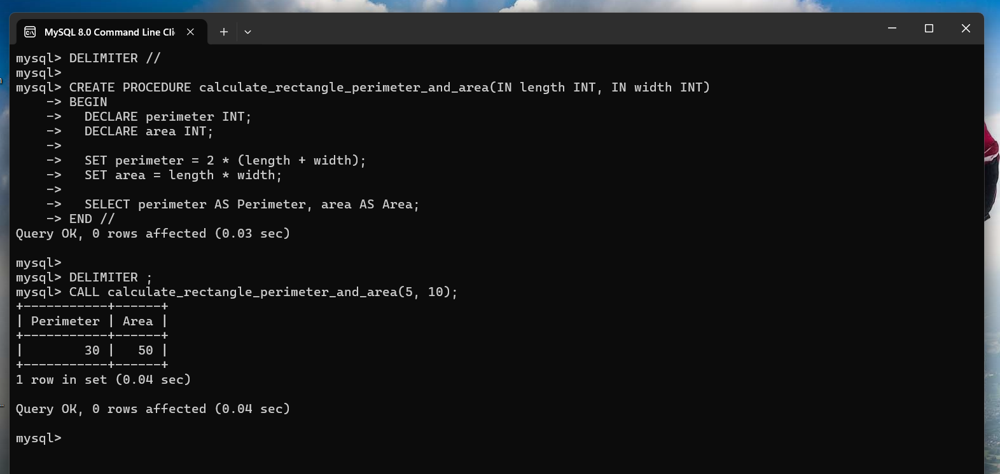 MySQL 8.0 Command Line Cli
mysql> DELIMITER //
mysql>
mysql> CREATE PROCEDURE calculate_rectangle_perimeter_and_area(IN length INT, IN width INT)
    -> BEGIN
    ->   DECLARE perimeter INT;
    ->   DECLARE area INT;
    ->
    ->   SET perimeter = 2 * (length + width);
    ->   SET area = length * width;
    ->
    ->   SELECT perimeter AS Perimeter, area AS Area;
    -> END //
Query OK, 0 rows affected (0.03 sec)
mysql>
mysql> DELIMITER ;
mysql> CALL calculate_rectangle_perimeter_and_area(5, 10);
+-----------+------+
| Perimeter | Area |
+-----------+------+
|        30 |   50 |
+-----------+------+
1 row in set (0.04 sec)
Query OK, 0 rows affected (0.04 sec)
mysql>